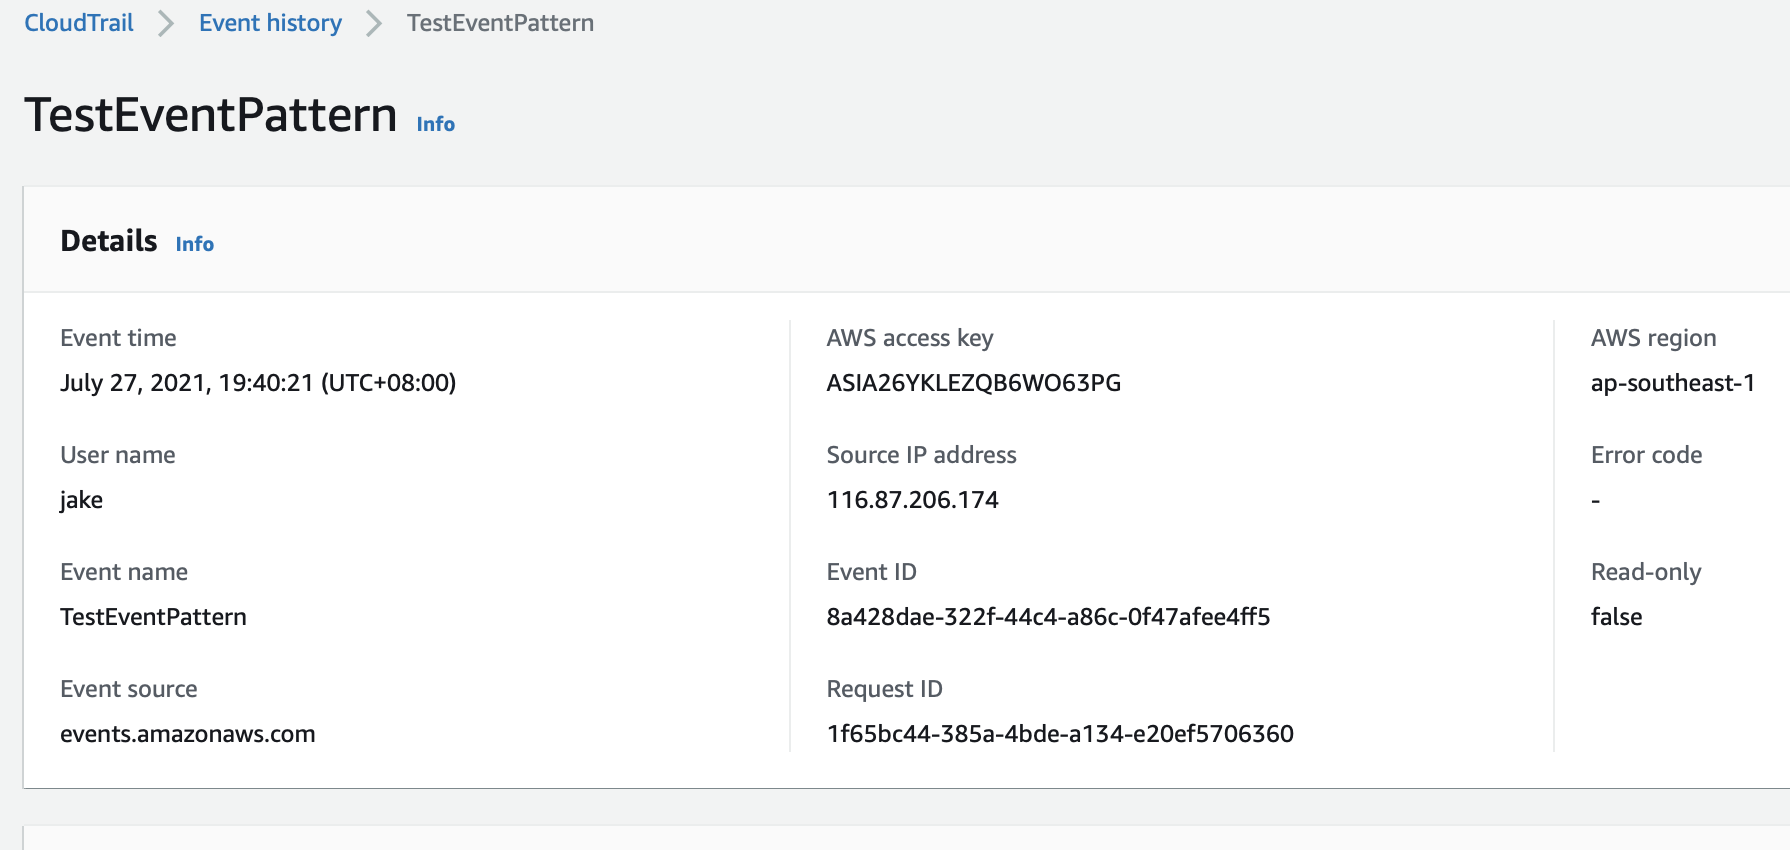 CloudTrail > Event history > TestEventPattern
TestEventPattern Info
Details Info
Event time
July 27, 2021, 19:40:21 (UTC+08:00)
User name
jake
Event name
TestEventPattern
Event source
events.amazonaws.com
AWS access key
ASIA26YKLEZQB6WO63PG
Source IP address
116.87.206.174
Event ID
8a428dae-322f-44c4-a86c-0f47afee4ff5
Request ID
1f65bc44-385a-4bde-a134-e20ef5706360
AWS region
ap-southeast-1
Error code
-
Read-only
false